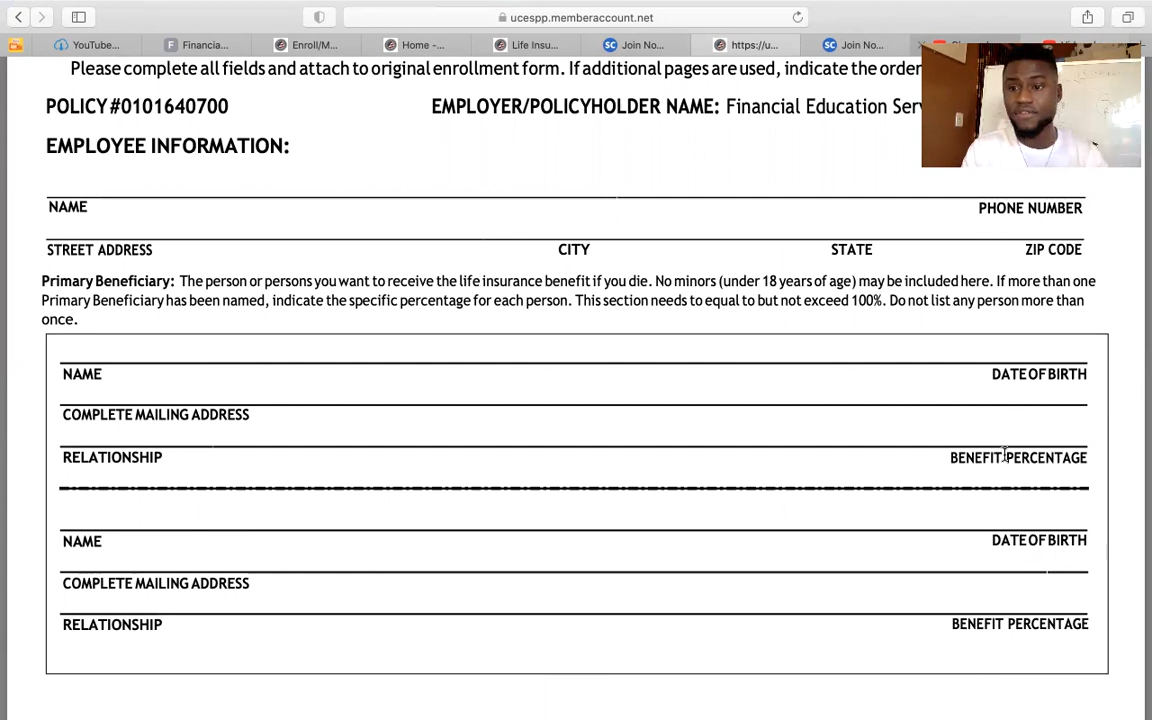 ucespp.memberaccount.net
YouTube...
Financia...
Enroll/M...
Home -...
Life Insu...
Join No...
https://u...
Join No...
Please complete all fields and attach to original enrollment form. If additional pages are used, indicate the order
POLICY #0101640700 EMPLOYER/POLICYHOLDER NAME: Financial Education
EMPLOYEE INFORMATION:
NAME PHONE NUMBER
STREET ADDRESS CITY STATE ZIP CODE
Primary Beneficiary: The person or persons you want to receive the life insurance benefit if you die. No minors (under 18 years of age) may be included here. If more than one
Primary Beneficiary has been named, indicate the specific percentage for each person. This section needs to equal to but not exceed 100%. Do not list any person more than
once.
NAME DATE OF BIRTH
COMPLETE MAILING ADDRESS
RELATIONSHIP BENEFIT PERCENTAGE
NAME DATE OF BIRTH
COMPLETE MAILING ADDRESS
RELATIONSHIP BENEFIT PERCENTAGE